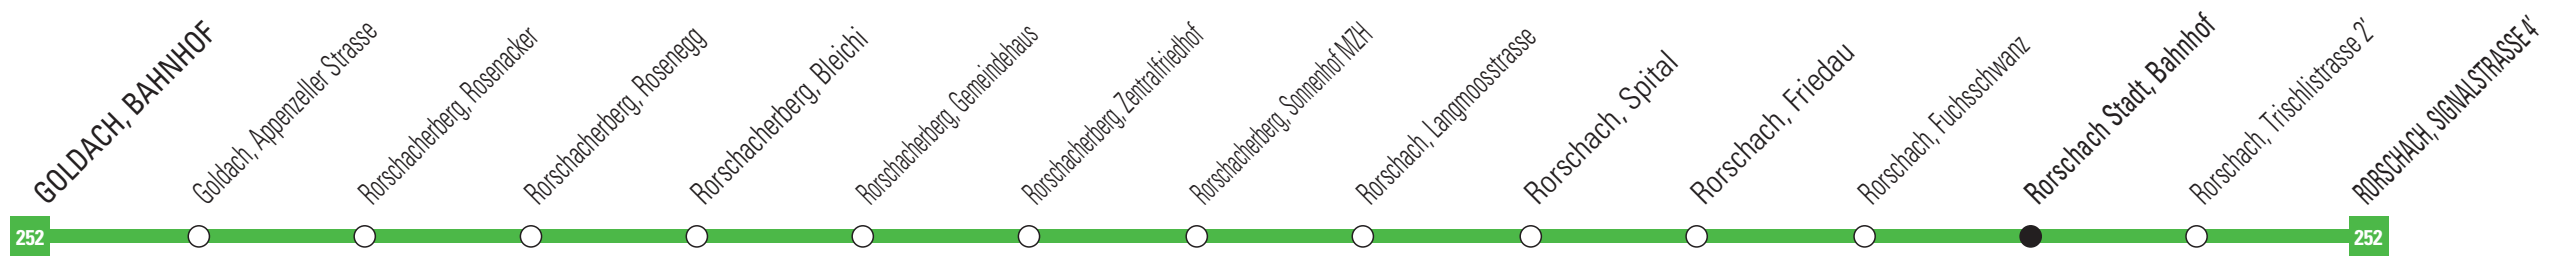 GOLDACH, BAHNHOF
Goldach, Appenzeller Strasse
Rorschacherberg, Rosenacker
Rorschacherberg, Rosenegg
Rorschacherberg, Bleichi
Rorschacherberg, Gemeindehaus
Rorschacherberg, Zentralfriedhof
Rorschacherberg, Sonnenhof MZH
Rorschach, Langmoosstrasse
Rorschach, Spital
Rorschach, Friedau
Rorschach, Fuchsschwanz
Rorschach Stadt, Bahnhof
Rorschach, Trischlistrasse 2'
RORSCHACH, SIGNALSTRASSE 4'
252
252